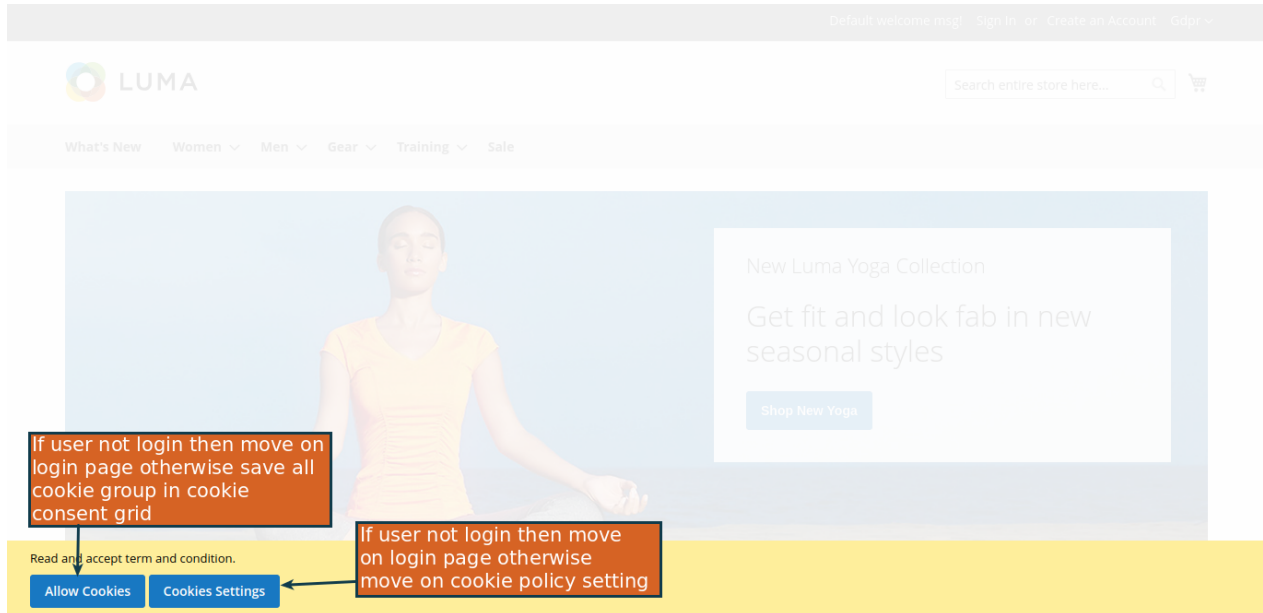 Default welcome msg! Sign In or Create an Account Gdpr
LUMA
Search entire store here...
What's New Women Men Gear Training Sale
New Luma Yoga Collection
Get fit and look fab in new
seasonal styles
Shop New Yoga
If user not login then move on
login page otherwise save all
cookie group in cookie
consent grid
If user not login then move
on login page otherwise
move on cookie policy setting
Read and accept term and condition.
Allow Cookies Cookies Settings